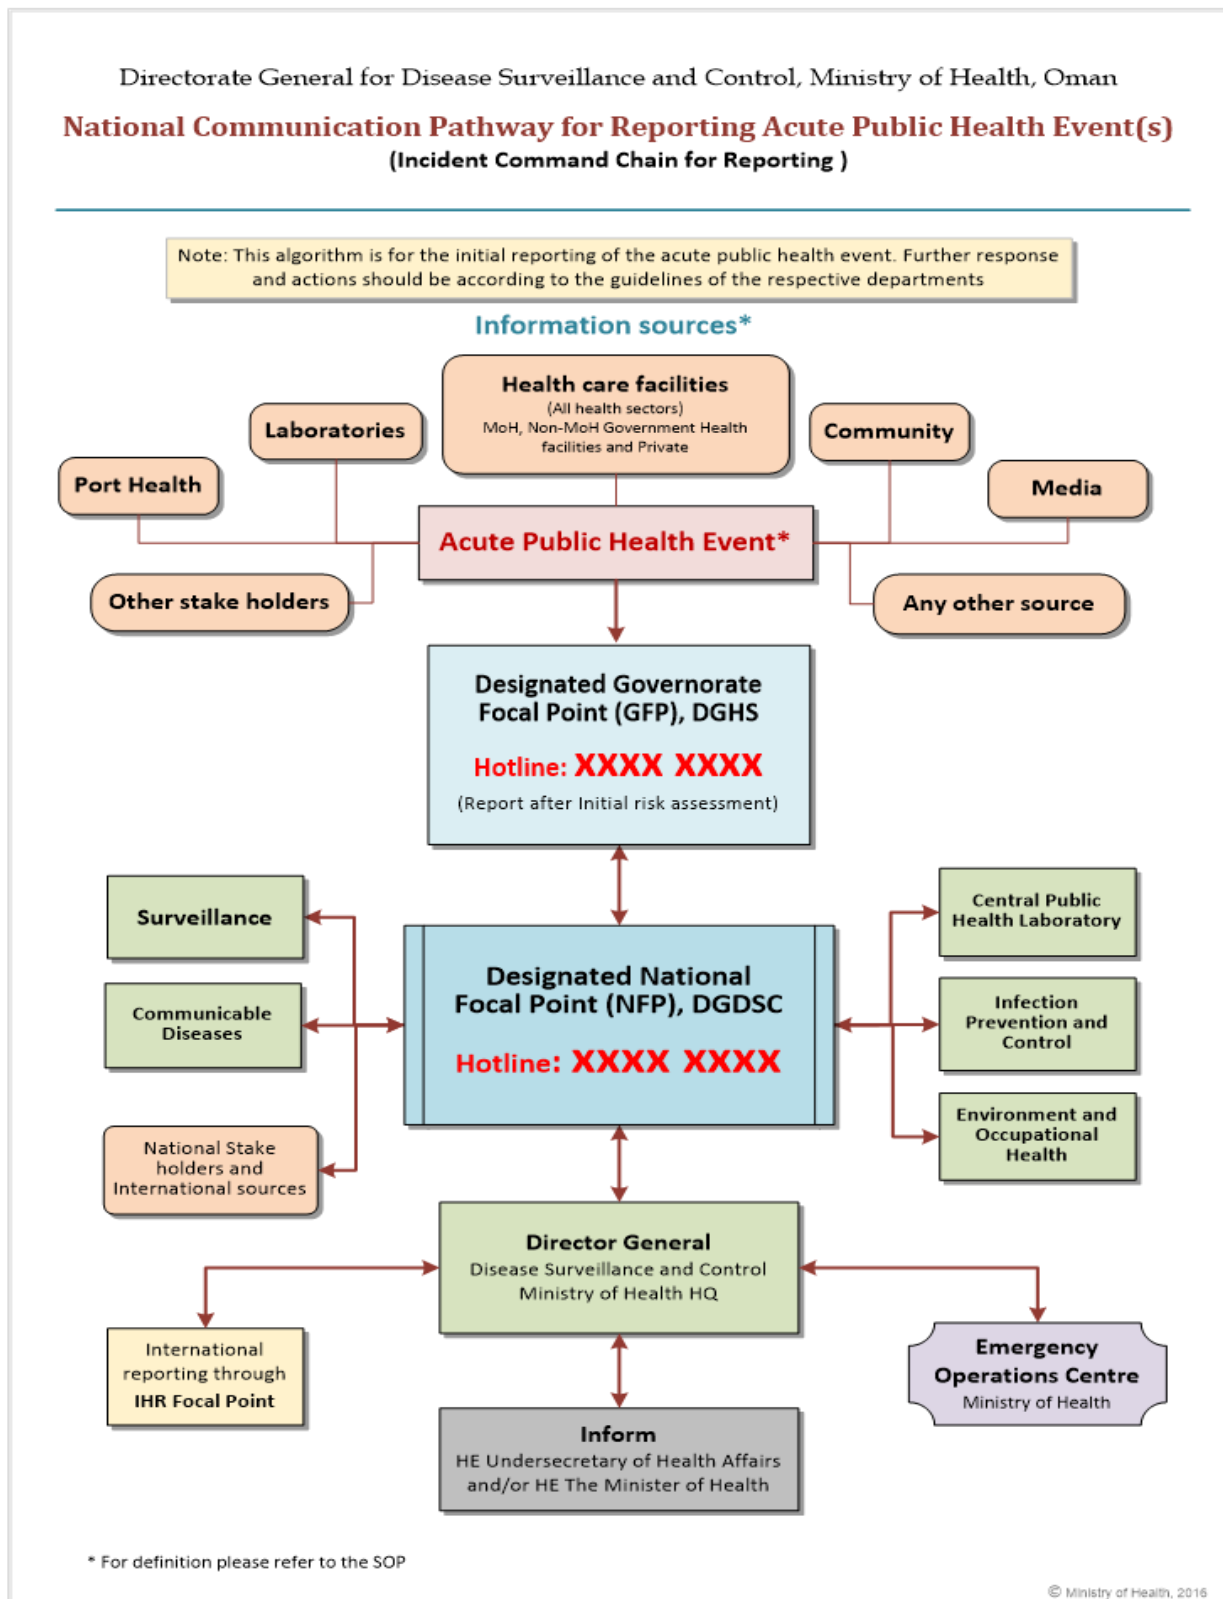 Directorate General for Disease Surveillance and Control, Ministry of Health, Oman
National Communication Pathway for Reporting Acute Public Health Event(s)
(Incident Command Chain for Reporting )
Note: This algorithm is for the initial reporting of the acute public health event. Further response
and actions should be according to the guidelines of the respective departments
Information sources*
Health care facilities
(All health sectors)
MoH, Non-MoH Government Health
facilities and Private
Laboratories
Community
Port Health
Media
Acute Public Health Event*
Other stake holders
Any other source
Designated Governorate
Focal Point (GFP), DGHS
Hotline: XXXX XXXX
(Report after Initial risk assessment)
Surveillance
Central Public
Health Laboratory
Designated National
Focal Point (NFP), DGDSC
Hotline: XXXX XXXX
Communicable
Diseases
Infection
Prevention and
Control
National Stake
holders and
International sources
Environment and
Occupational
Health
Director General
Disease Surveillance and Control
Ministry of Health HQ
International
reporting through
IHR Focal Point
Emergency
Operations Centre
Ministry of Health
Inform
HE Undersecretary of Health Affairs
and/or HE The Minister of Health
* For definition please refer to the SOP
© Ministry of Health, 2016